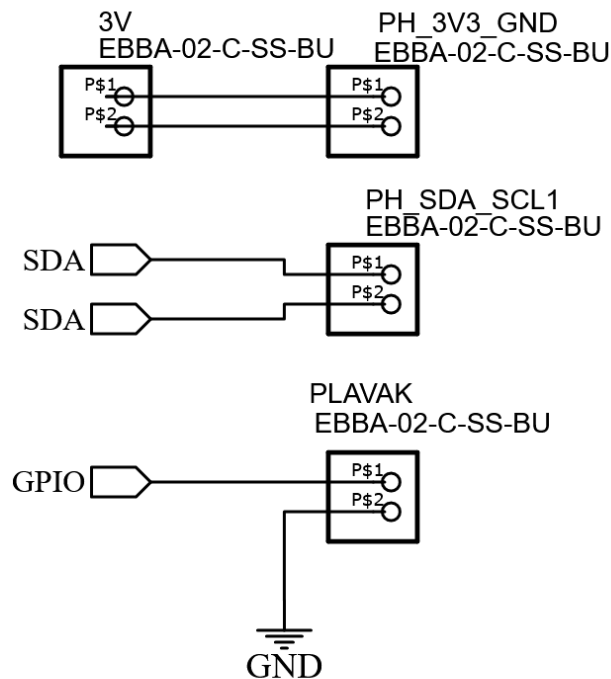 3V
EBBA-02-C-SS-BU
PH_3V3_GND
EBBA-02-C-SS-BU
P$1
P$2
P$1
P$2
PH_SDA_SCL1
EBBA-02-C-SS-BU
SDA
P$1
SDA
P$2
PLAVAK
EBBA-02-C-SS-BU
GPIO
P$1
P$2
GND